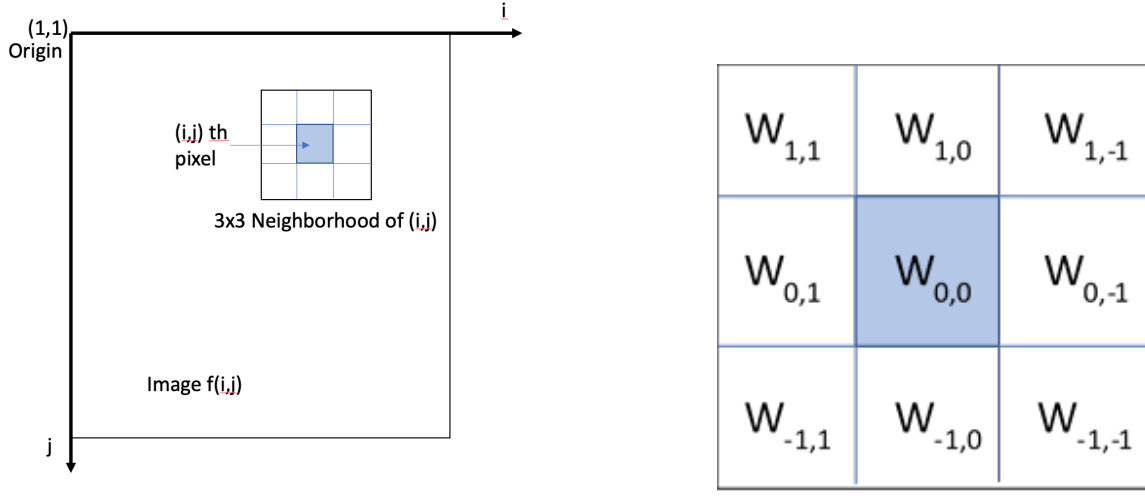 i
(1,1)
Origin
(i,j) th
pixel
3x3 Neighborhood of (i,j)
Image f(i,j)
j
W1,1 W1,0 W1,-1
W0,1 W0,0 W0,-1
W-1,1 W-1,0 W-1,-1